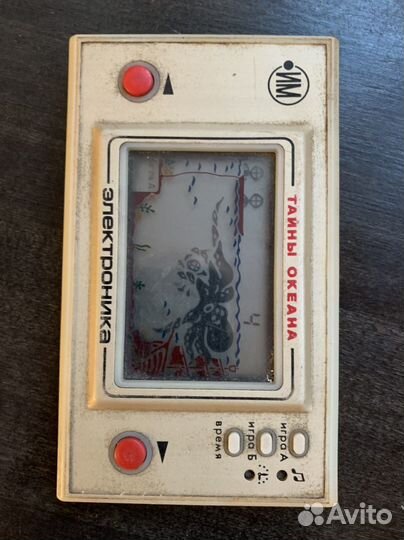 ИМ
ТАЙНЫ ОКЕАНА
электроника
игра А
игра Б
время
Avito